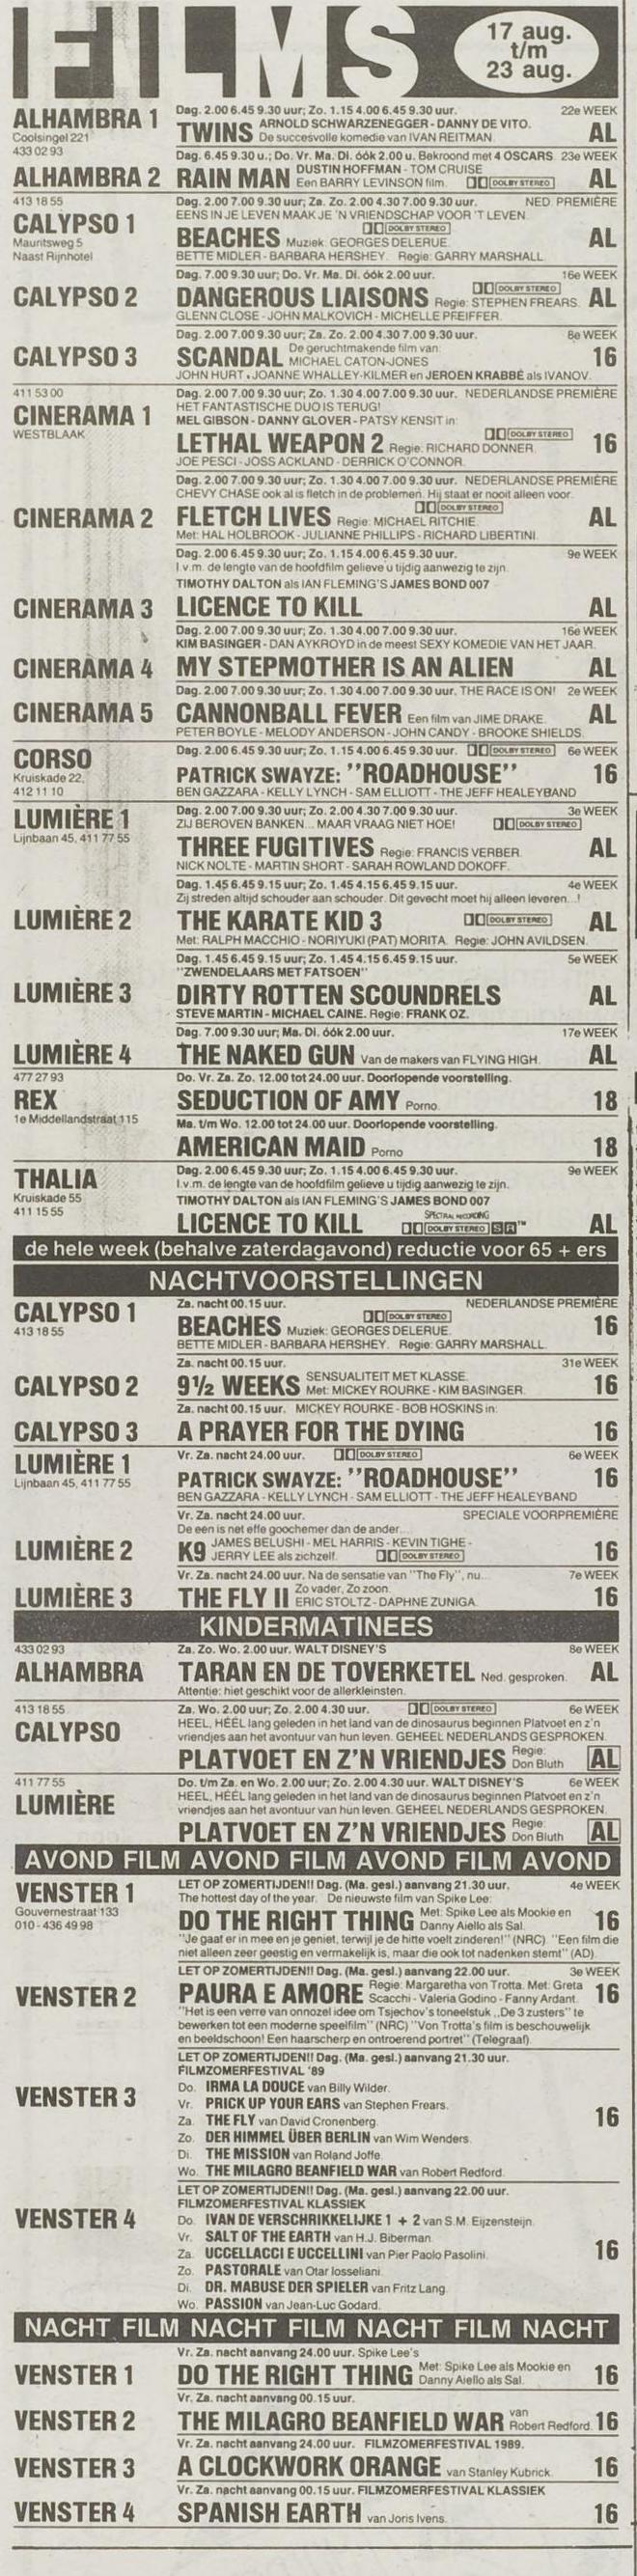 FILMS
17 aug.
t/m
23 aug.
ALHAMBRA 1
Coolsingel 221
433 02 93
Dag. 2.00 6.45 9.30 uur; Zo. 1.15 4.00 6.45 9.30 uur. 22e WEEK
TWINS ARNOLD SCHWARZENEGGER - DANNY DE VITO.
De succesvolle komedie van IVAN REITMAN. AL
Dag. 6.45 9.30 u.; Do. Vr. Ma. Di. óók 2.00 u. Bekroond met 4 OSCARS. 23e WEEK
ALHAMBRA 2 RAIN MAN DUSTIN HOFFMAN - TOM CRUISE
Een BARRY LEVINSON film. DOLBY STEREO AL
413 18 55
CALYPSO 1
Mauritsweg 5
Naast Rijnhotel
Dag. 2.00 7.00 9.30 uur; Za. Zo. 2.00 4.30 7.00 9.30 uur. NED. PREMIÈRE
EENS IN JE LEVEN MAAK JE 'N VRIENDSCHAP VOOR 'T LEVEN.
DOLBY STEREO
BEACHES Muziek: GEORGES DELERUE. AL
BETTE MIDLER - BARBARA HERSHEY. Regie: GARRY MARSHALL.
Dag. 7.00 9.30 uur; Do. Vr. Ma. Di. óók 2.00 uur. 16e WEEK
DOLBY STEREO
CALYPSO 2 DANGEROUS LIAISONS Regie: STEPHEN FREARS. AL
GLENN CLOSE - JOHN MALKOVICH - MICHELLE PFEIFFER.
Dag. 2.00 7.00 9.30 uur; Za. Zo. 2.00 4.30 7.00 9.30 uur. 8e WEEK
CALYPSO 3 SCANDAL De geruchtmakende film van:
MICHAEL CATON-JONES 16
JOHN HURT - JOANNE WHALLEY-KILMER en JEROEN KRABBÉ als IVANOV.
411 53 00
CINERAMA 1
WESTBLAAK
Dag. 2.00 7.00 9.30 uur; Zo. 1.30 4.00 7.00 9.30 uur. NEDERLANDSE PREMIÈRE
HET FANTASTISCHE DUO IS TERUG!
MEL GIBSON - DANNY GLOVER - PATSY KENSIT in:
DOLBY STEREO
LETHAL WEAPON 2 Regie: RICHARD DONNER. 16
JOE PESCI - JOSS ACKLAND - DERRICK O'CONNOR.
Dag. 2.00 7.00 9.30 uur; Zo. 1.30 4.00 7.00 9.30 uur. NEDERLANDSE PREMIÈRE
CHEVY CHASE ook al is fletch in de problemen. Hij staat er nooit alleen voor.
DOLBY STEREO
CINERAMA 2 FLETCH LIVES Regie: MICHAEL RITCHIE. AL
Met: HAL HOLBROOK - JULIANNE PHILLIPS - RICHARD LIBERTINI.
Dag. 2.00 6.45 9.30 uur; Zo. 1.15 4.00 6.45 9.30 uur. 9e WEEK
I.v.m. de lengte van de hoofdfilm gelieve u tijdig aanwezig te zijn.
TIMOTHY DALTON als IAN FLEMING'S JAMES BOND 007
CINERAMA 3 LICENCE TO KILL AL
Dag. 2.00 7.00 9.30 uur; Zo. 1.30 4.00 7.00 9.30 uur. 16e WEEK
KIM BASINGER - DAN AYKROYD in de meest SEXY KOMEDIE VAN HET JAAR.
CINERAMA 4 MY STEPMOTHER IS AN ALIEN AL
Dag. 2.00 7.00 9.30 uur; Zo. 1.30 4.00 7.00 9.30 uur. THE RACE IS ON! 2e WEEK
CINERAMA 5 CANNONBALL FEVER Een film van JIME DRAKE. AL
PETER BOYLE - MELODY ANDERSON - JOHN CANDY - BROOKE SHIELDS.
CORSO
Kruiskade 22,
412 11 10
Dag. 2.00 6.45 9.30 uur; Zo. 1.15 4.00 6.45 9.30 uur. DOLBY STEREO 6e WEEK
PATRICK SWAYZE: "ROADHOUSE" 16
BEN GAZZARA - KELLY LYNCH - SAM ELLIOTT - THE JEFF HEALEYBAND
LUMIÈRE 1
Lijnbaan 45, 411 77 55
Dag. 2.00 7.00 9.30 uur; Zo. 2.00 4.30 7.00 9.30 uur. 3e WEEK
ZIJ BEROVEN BANKEN... MAAR VRAAG NIET HOE! DOLBY STEREO
THREE FUGITIVES Regie: FRANCIS VERBER. AL
NICK NOLTE - MARTIN SHORT - SARAH ROWLAND DOKOFF.
Dag. 1.45 6.45 9.15 uur; Zo. 1.45 4.15 6.45 9.15 uur. 4e WEEK
Zij streden altijd schouder aan schouder. Dit gevecht moet hij alleen leveren...!
LUMIÈRE 2 THE KARATE KID 3 DOLBY STEREO AL
Met: RALPH MACCHIO - NORIYUKI (PAT) MORITA. Regie: JOHN AVILDSEN.
Dag. 1.45 6.45 9.15 uur; Zo. 1.45 4.15 6.45 9.15 uur. 5e WEEK
"ZWENDELAARS MET FATSOEN"
LUMIÈRE 3 DIRTY ROTTEN SCOUNDRELS AL
STEVE MARTIN - MICHAEL CAINE. Regie: FRANK OZ.
Dag. 7.00 9.30 uur; Ma. Di. óók 2.00 uur. 17e WEEK
LUMIÈRE 4 THE NAKED GUN Van de makers van FLYING HIGH. AL
477 27 93
REX
1e Middellandstraat 115
Do. Vr. Za. Zo. 12.00 tot 24.00 uur. Doorlopende voorstelling.
SEDUCTION OF AMY Porno. 18
Ma. t/m Wo. 12.00 tot 24.00 uur. Doorlopende voorstelling.
AMERICAN MAID Porno 18
THALIA
Kruiskade 55
411 15 55
Dag. 2.00 6.45 9.30 uur; Zo. 1.15 4.00 6.45 9.30 uur. 9e WEEK
I.v.m. de lengte van de hoofdfilm gelieve u tijdig aanwezig te zijn.
TIMOTHY DALTON als IAN FLEMING'S JAMES BOND 007
SPECTRAL RECORDING
LICENCE TO KILL DOLBY STEREO SR™ AL
de hele week (behalve zaterdagavond) reductie voor 65 + ers
NACHTVOORSTELLINGEN
CALYPSO 1
413 18 55
Za. nacht 00.15 uur. NEDERLANDSE PREMIÈRE
DOLBY STEREO
BEACHES Muziek: GEORGES DELERUE. 16
BETTE MIDLER - BARBARA HERSHEY. Regie: GARRY MARSHALL.
Za. nacht 00.15 uur. 31e WEEK
CALYPSO 2 9½ WEEKS SENSUALITEIT MET KLASSE.
Met: MICKEY ROURKE - KIM BASINGER. 16
Za. nacht 00.15 uur. MICKEY ROURKE - BOB HOSKINS in:
CALYPSO 3 A PRAYER FOR THE DYING 16
LUMIÈRE 1
Lijnbaan 45, 411 77 55
Vr. Za. nacht 24.00 uur. DOLBY STEREO 6e WEEK
PATRICK SWAYZE: "ROADHOUSE" 16
BEN GAZZARA - KELLY LYNCH - SAM ELLIOTT - THE JEFF HEALEYBAND
Vr. Za. nacht 24.00 uur. SPECIALE VOORPREMIÈRE
De een is net effe goochemer dan de ander...
LUMIÈRE 2 K9 JAMES BELUSHI - MEL HARRIS - KEVIN TIGHE -
JERRY LEE als zichzelf. DOLBY STEREO 16
Vr. Za. nacht 24.00 uur. Na de sensatie van "The Fly", nu... 7e WEEK
LUMIÈRE 3 THE FLY II Zo vader, Zo zoon.
ERIC STOLTZ - DAPHNE ZUNIGA. 16
KINDERMATINEES
433 02 93
Za. Zo. Wo. 2.00 uur. WALT DISNEY'S 8e WEEK
ALHAMBRA TARAN EN DE TOVERKETEL Ned. gesproken. AL
Attentie: niet geschikt voor de allerkleinsten.
413 18 55
CALYPSO
Za. Wo. 2.00 uur; Zo. 2.00 4.30 uur. DOLBY STEREO 6e WEEK
HEEL, HÉÉL lang geleden in het land van de dinosaurus beginnen Platvoet en z'n
vriendjes aan het avontuur van hun leven. GEHEEL NEDERLANDS GESPROKEN.
PLATVOET EN Z'N VRIENDJES Regie:
Don Bluth AL
411 77 55
LUMIÈRE
Do. t/m Za. en Wo. 2.00 uur; Zo. 2.00 4.30 uur. WALT DISNEY'S 6e WEEK
HEEL, HÉÉL lang geleden in het land van de dinosaurus beginnen Platvoet en z'n
vriendjes aan het avontuur van hun leven. GEHEEL NEDERLANDS GESPROKEN.
PLATVOET EN Z'N VRIENDJES Regie:
Don Bluth AL
AVOND FILM AVOND FILM AVOND FILM AVOND
VENSTER 1
Gouvernestraat 133
010 - 436 49 98
LET OP ZOMERTIJDEN!! Dag. (Ma. gesl.) aanvang 21.30 uur. 4e WEEK
The hottest day of the year. De nieuwste film van Spike Lee:
DO THE RIGHT THING Met: Spike Lee als Mookie en
Danny Aiello als Sal. 16
"Je gaat er in mee en je geniet, terwijl je de hitte voelt zinderen!" (NRC). "Een film die
niet alleen zeer geestig en vermakelijk is, maar die ook tot nadenken stemt" (AD).
LET OP ZOMERTIJDEN!! Dag. (Ma. gesl.) aanvang 22.00 uur. 3e WEEK
VENSTER 2 PAURA E AMORE Regie: Margaretha von Trotta. Met: Greta
Scacchi - Valeria Godino - Fanny Ardant. 16
"Het is een verre van onnozel idee om Tsjechov's toneelstuk „De 3 zusters" te
bewerken tot een moderne speelfilm" (NRC) "Von Trotta's film is beschouwelijk
en beeldschoon! Een haarscherp en ontroerend portret" (Telegraaf).
LET OP ZOMERTIJDEN!! Dag. (Ma. gesl.) aanvang 21.30 uur.
FILMZOMERFESTIVAL '89
VENSTER 3
Do. IRMA LA DOUCE van Billy Wilder.
Vr. PRICK UP YOUR EARS van Stephen Frears.
Za. THE FLY van David Cronenberg. 16
Zo. DER HIMMEL ÜBER BERLIN van Wim Wenders.
Di. THE MISSION van Roland Joffe.
Wo. THE MILAGRO BEANFIELD WAR van Robert Redford.
LET OP ZOMERTIJDEN!! Dag. (Ma. gesl.) aanvang 22.00 uur.
FILMZOMERFESTIVAL KLASSIEK
VENSTER 4
Do. IVAN DE VERSCHRIKKELIJKE 1 + 2 van S.M. Eijzensteijn.
Vr. SALT OF THE EARTH van H.J. Biberman.
Za. UCCELLACCI E UCCELLINI van Pier Paolo Pasolini. 16
Zo. PASTORALE van Otar Iosseliani.
Di. DR. MABUSE DER SPIELER van Fritz Lang.
Wo. PASSION van Jean-Luc Godard.
NACHT FILM NACHT FILM NACHT FILM NACHT
Vr. Za. nacht aanvang 24.00 uur. Spike Lee's
VENSTER 1 DO THE RIGHT THING Met: Spike Lee als Mookie en
Danny Aiello als Sal. 16
Vr. Za. nacht aanvang 00.15 uur.
VENSTER 2 THE MILAGRO BEANFIELD WAR van
Robert Redford. 16
Vr. Za. nacht aanvang 24.00 uur. FILMZOMERFESTIVAL 1989.
VENSTER 3 A CLOCKWORK ORANGE van Stanley Kubrick. 16
Vr. Za. nacht aanvang 00.15 uur. FILMZOMERFESTIVAL KLASSIEK
VENSTER 4 SPANISH EARTH van Joris Ivens. 16